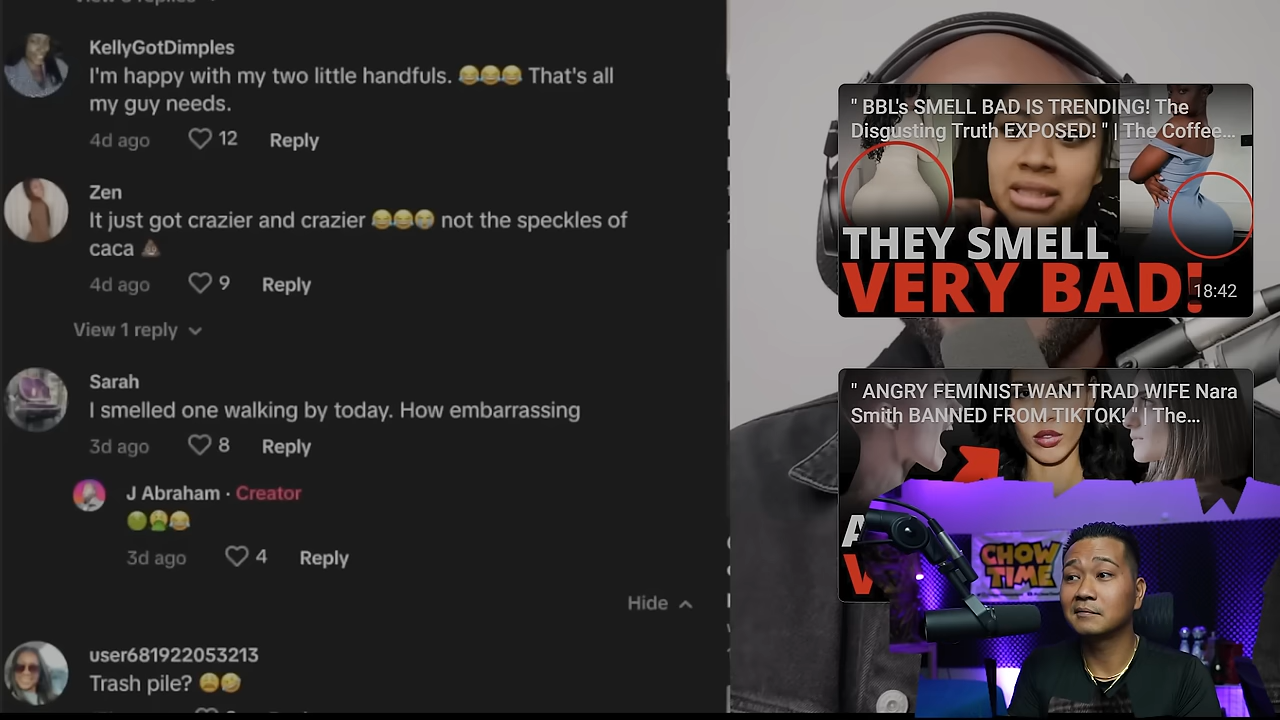 KellyGotDimples
I'm happy with my two little handfuls. 😂😂😂 That's all
my guy needs.
4d ago
12
Reply
Zen
It just got crazier and crazier 😂😂😭 not the speckles of
caca 💩
4d ago
9
Reply
View 1 reply
Sarah
I smelled one walking by today. How embarrassing
3d ago
8
Reply
J Abraham · Creator
🤢🤮😂
3d ago
4
Reply
Hide
user681922053213
Trash pile? 😩🤣
" BBL's SMELL BAD IS TRENDING! The
Disgusting Truth EXPOSED! " | The Coffee...
THEY SMELL
VERY BAD!
18:42
" ANGRY FEMINIST WANT TRAD WIFE Nara
Smith BANNED FROM TIKTOK! " | The...
CHOW
TIME